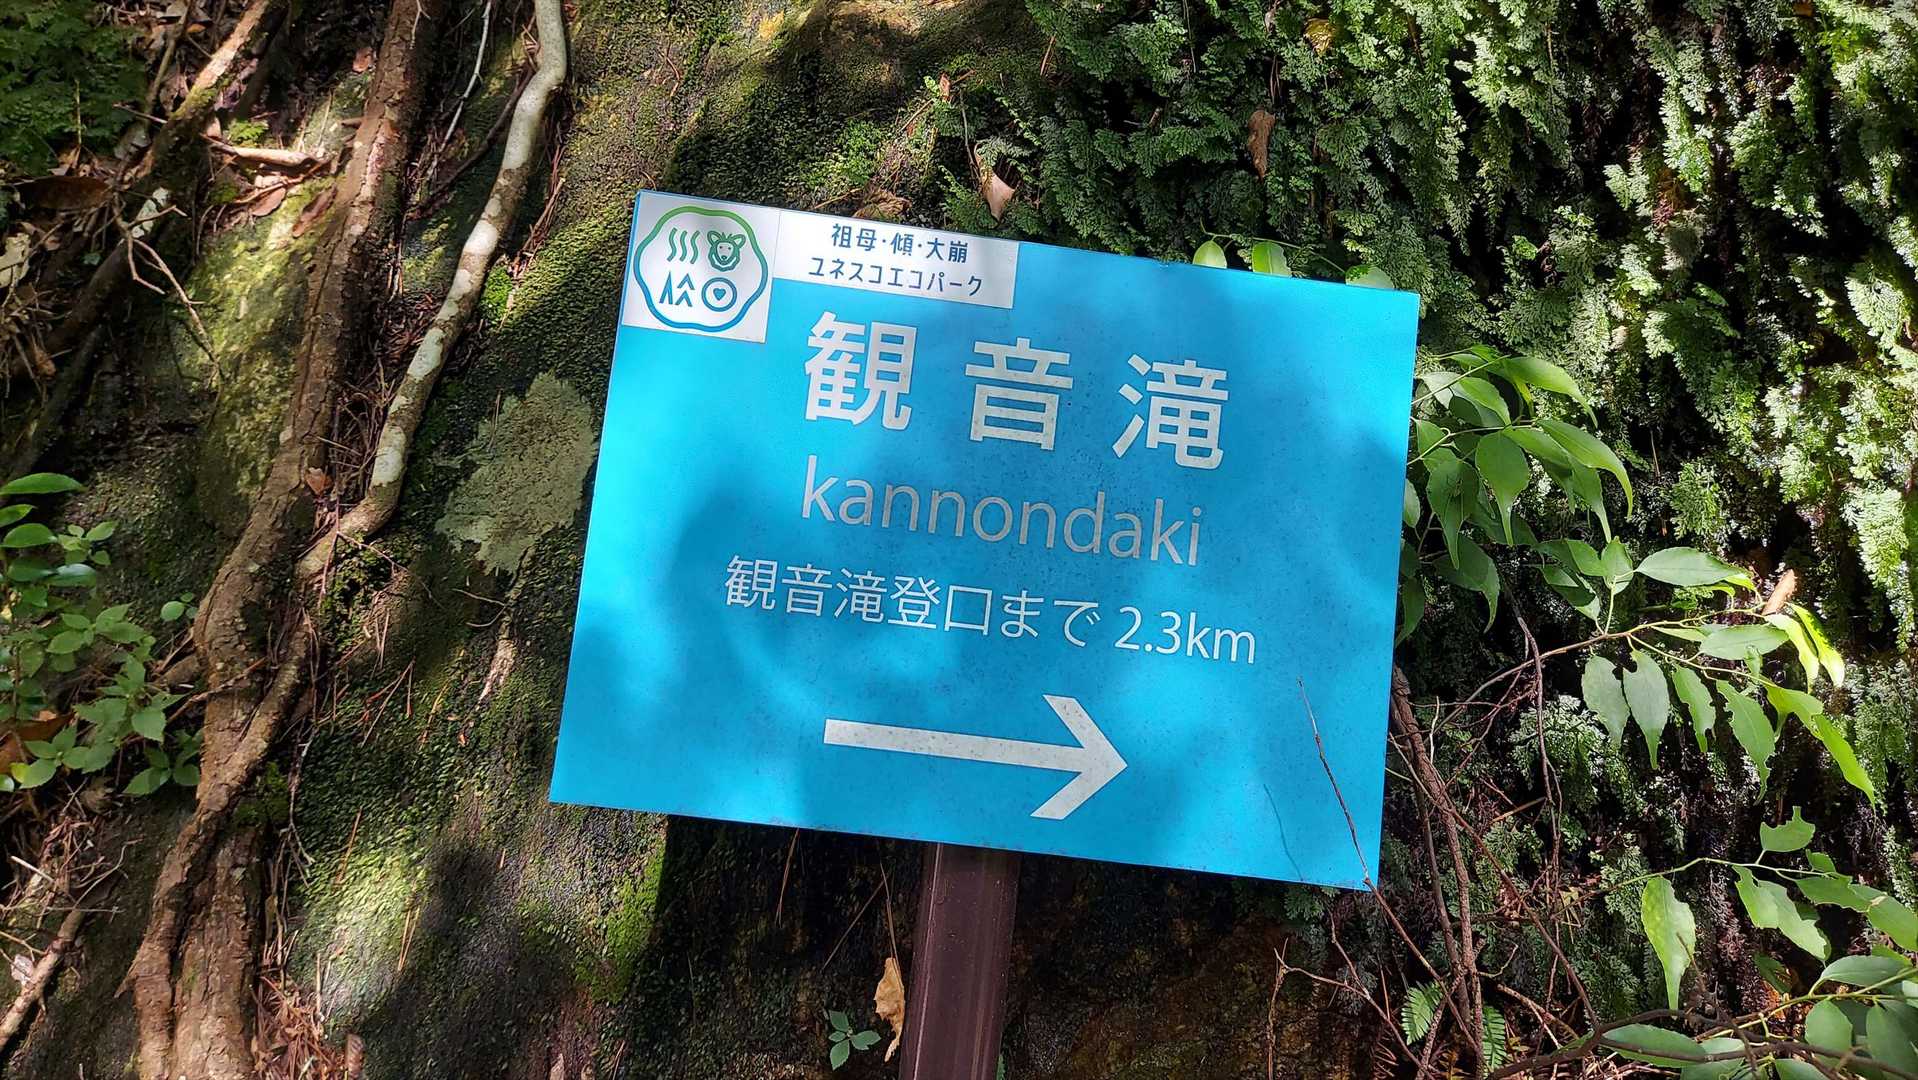 祖母・傾・大崩
ユネスコエコパーク
観音滝
kannondaki
観音滝登口まで 2.3km